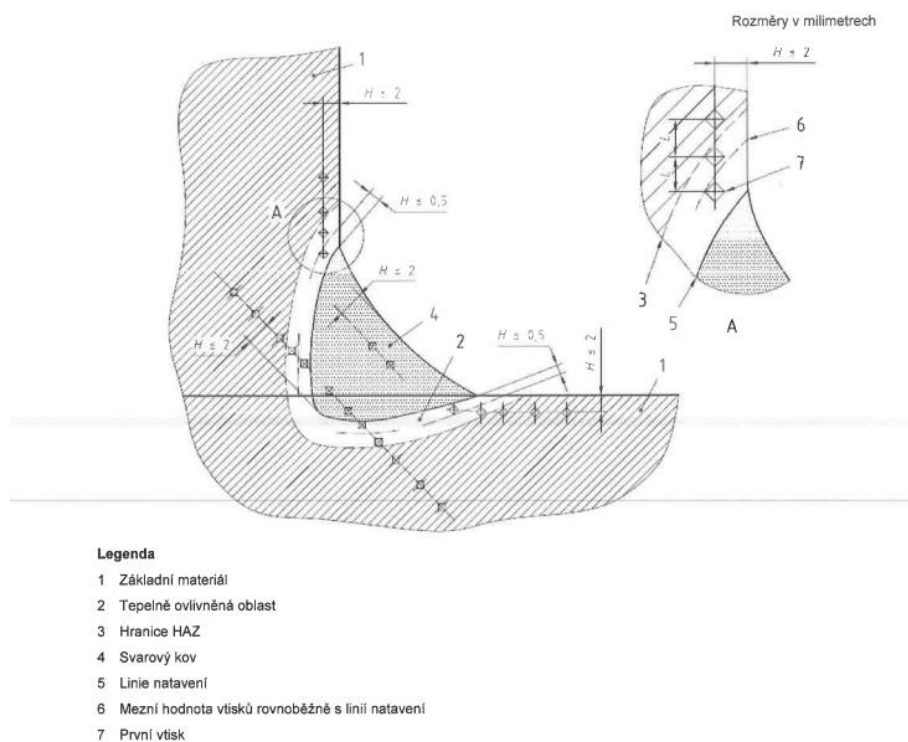 Rozměry v milimetrech
H ≤ 2
1
H ≤ 2
6
7
L
L
A
H ≤ 0,5
H ≤ 2
3
5
A
4
2
H ≤ 0,5
H ≤ 2
H ≤ 2
1
Legenda
1 Základní materiál
2 Tepelně ovlivněná oblast
3 Hranice HAZ
4 Svarový kov
5 Linie natavení
6 Mezní hodnota vtisků rovnoběžně s linií natavení
7 První vtisk